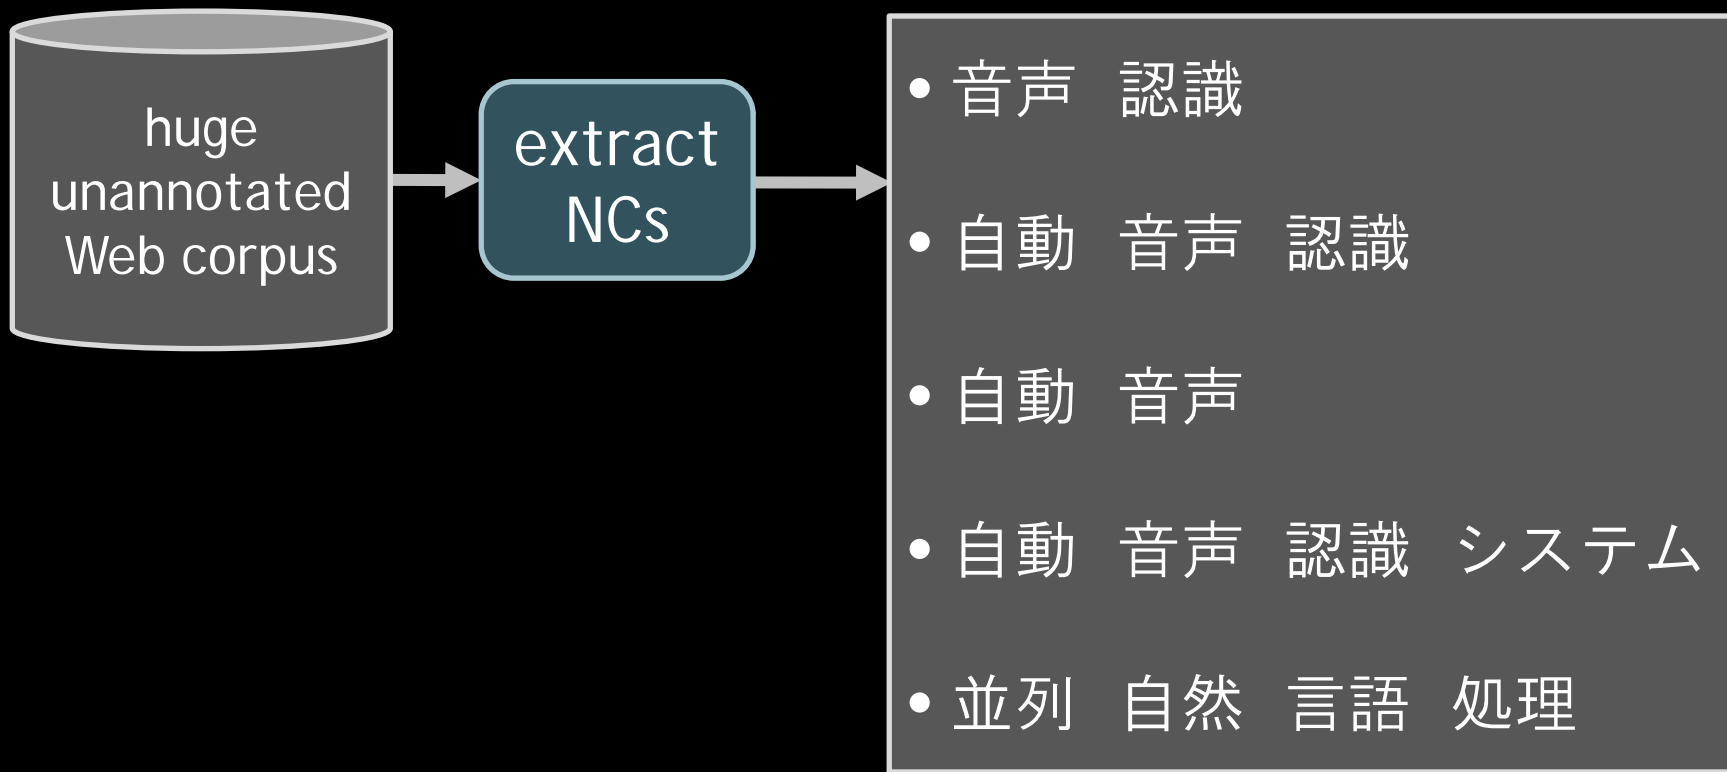 huge
unannotated
Web corpus
extract
NCs
• 音声 認識
• 自動 音声 認識
• 自動 音声
• 自動 音声 認識 システム
• 並列 自然 言語 処理